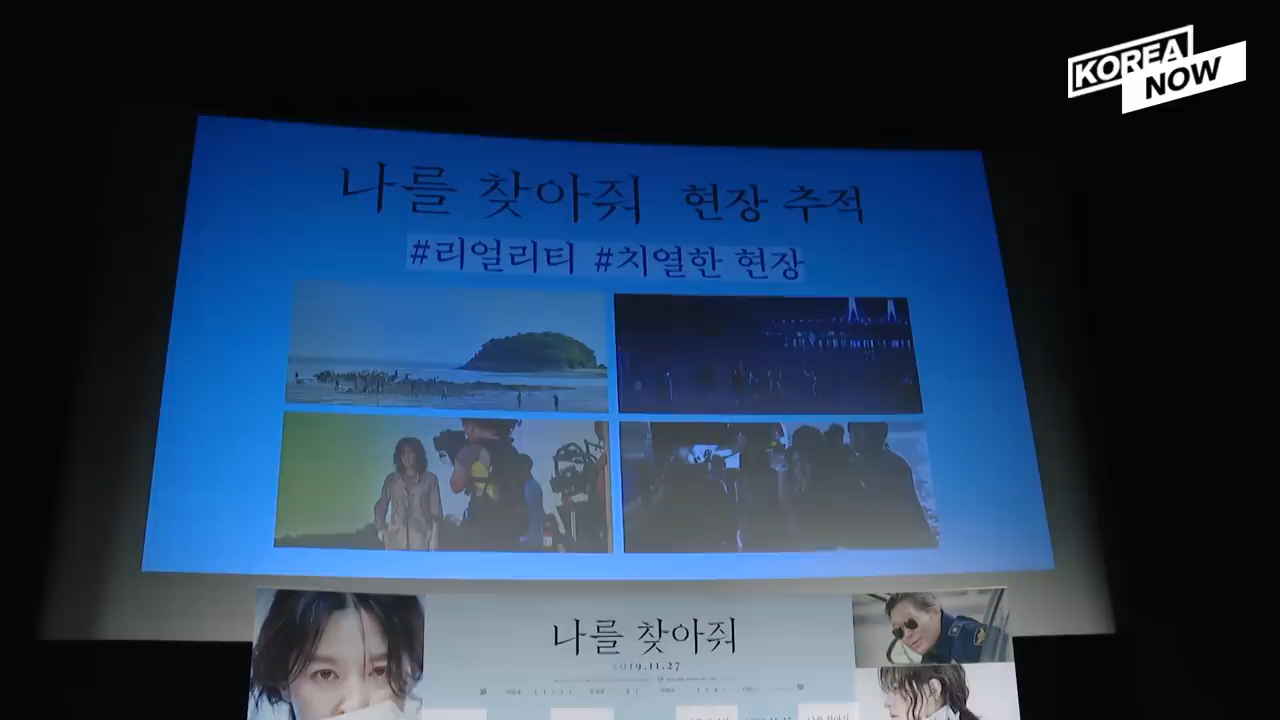 KOREA
NOW
나를 찾아줘 현장 추적
#리얼리티 #치열한 현장
나를 찾아줘
2019.11.27